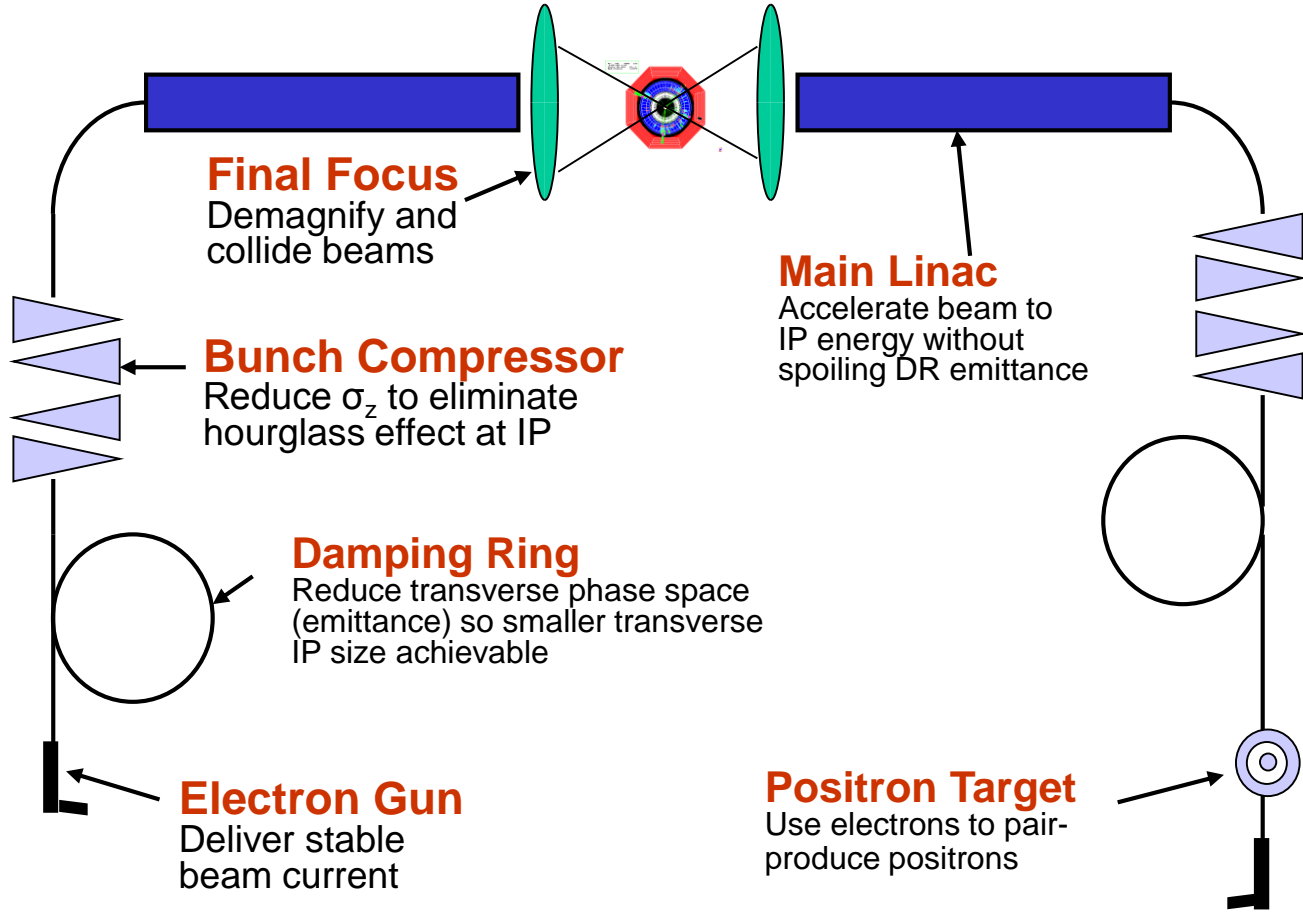 Final Focus
Demagnify and
collide beams
Main Linac
Accelerate beam to
IP energy without
spoiling DR emittance
Bunch Compressor
Reduce σz to eliminate
hourglass effect at IP
Damping Ring
Reduce transverse phase space
(emittance) so smaller transverse
IP size achievable
Electron Gun
Deliver stable
beam current
Positron Target
Use electrons to pair-
produce positrons